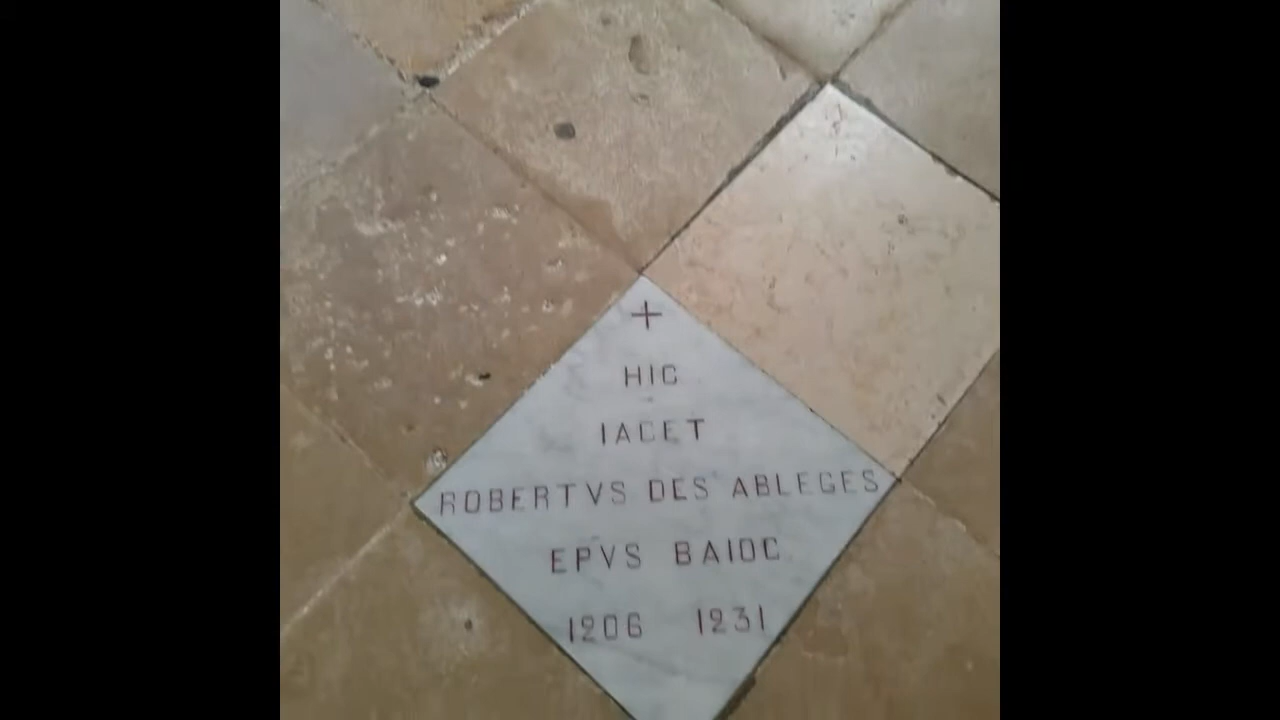 +
HIC
IACET
ROBERTVS DES ABLEGES
EPVS BAIOC
1206 1231